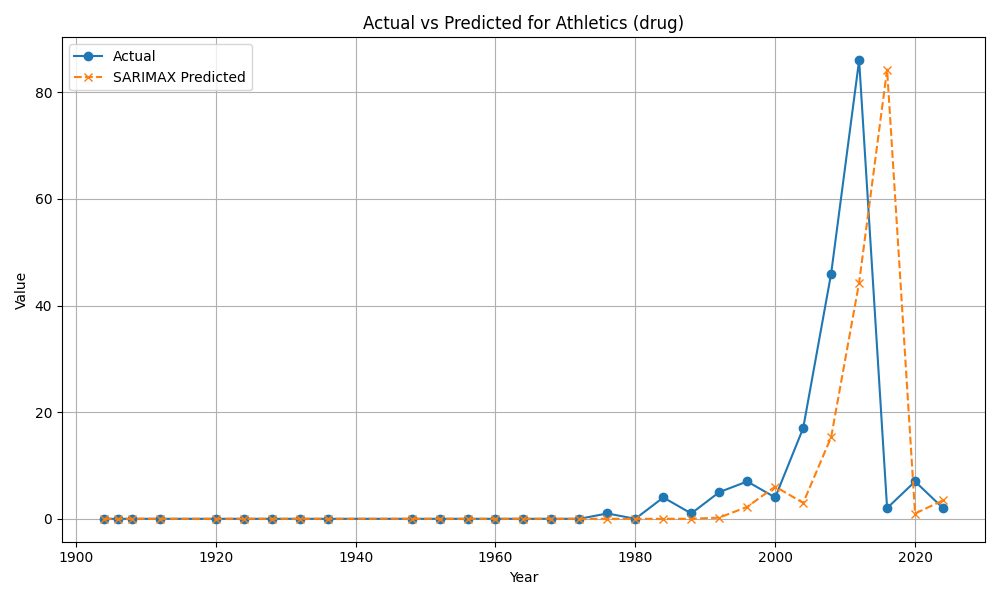 Actual vs Predicted for Athletics (drug)
Actual
SARIMAX Predicted
80
60
40
20
0
Value
1900
1920
1940
1960
1980
2000
2020
Year